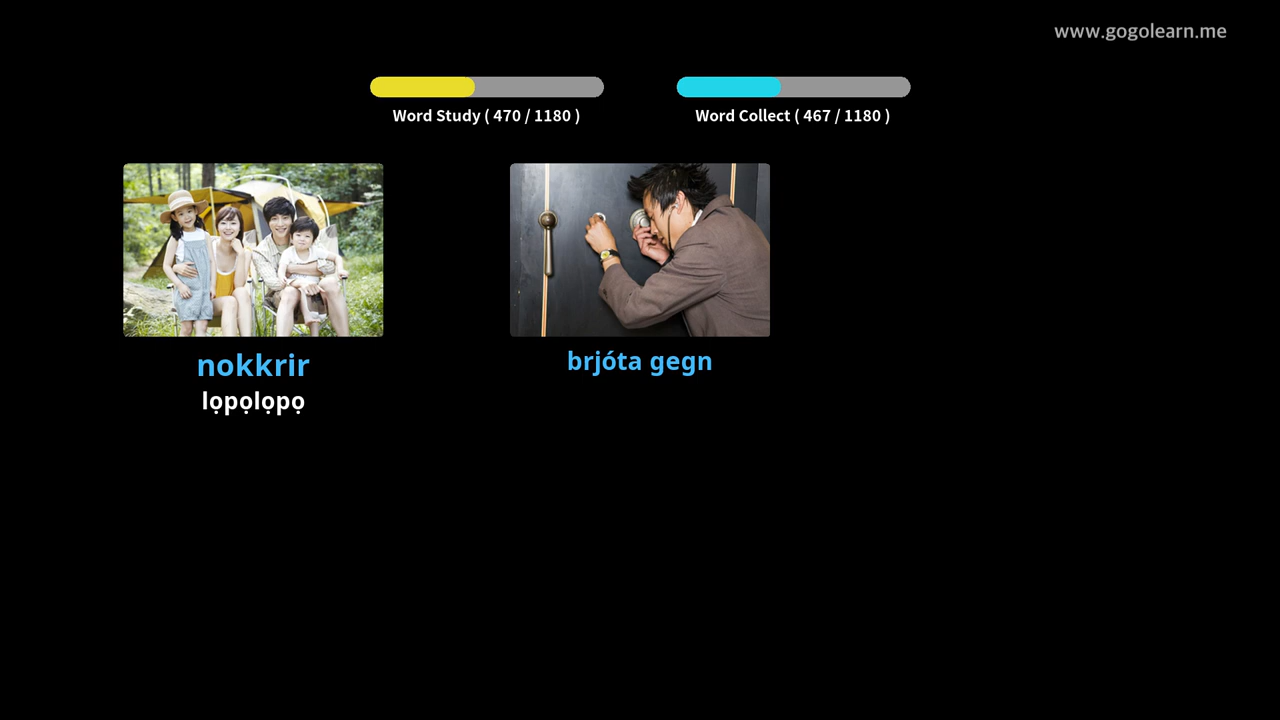 www.gogolearn.me
Word Study ( 470 / 1180 )
Word Collect ( 467 / 1180 )
nokkrir
lọpọlọpọ
brjóta gegn